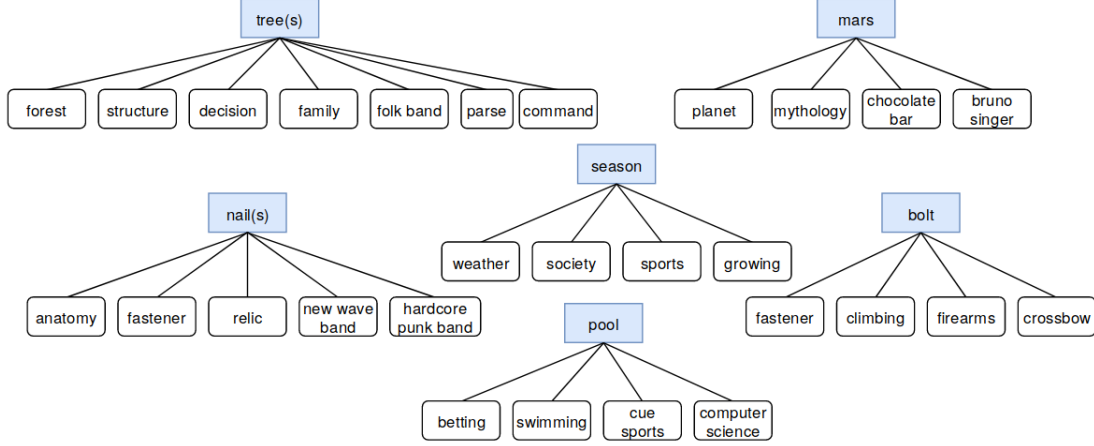 tree(s)
mars
forest
structure
decision
family
folk band
parse
command
planet
mythology
chocolate
bar
bruno
singer
season
nail(s)
bolt
weather
society
sports
growing
anatomy
fastener
relic
new wave
band
hardcore
punk band
fastener
climbing
firearms
crossbow
pool
betting
swimming
cue
sports
computer
science